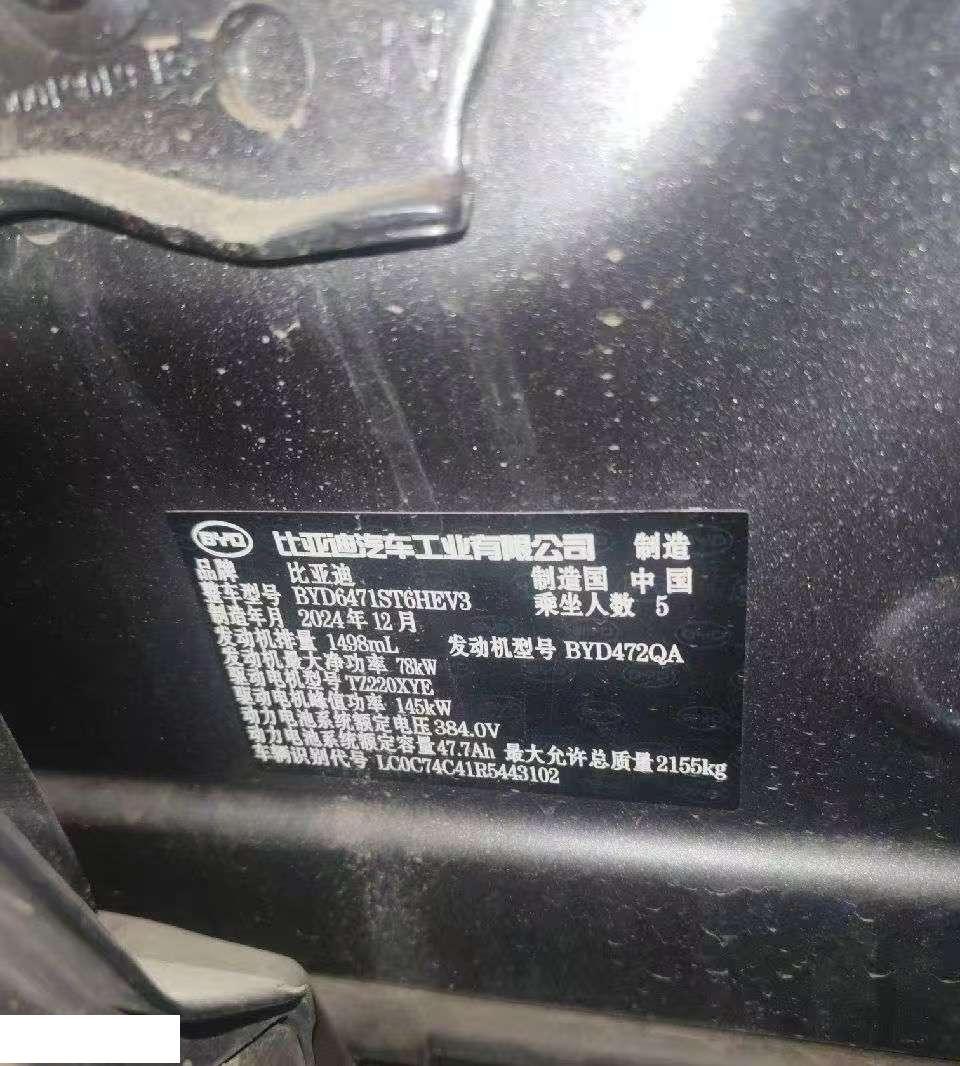 BYD 比亚迪汽车工业有限公司 制造
品牌 比亚迪 制造国 中国
整车型号 BYD6471ST6HEV3 乘坐人数 5
制造年月 2024年12月
发动机排量 1498mL 发动机型号 BYD472QA
发动机最大净功率 78kW
驱动电机型号 TZ220XYE
驱动电机峰值功率 145kW
动力电池系统额定电压 384.0V
动力电池系统额定容量 47.7Ah 最大允许总质量 2155kg
车辆识别代号 LC0C74C41R5443102